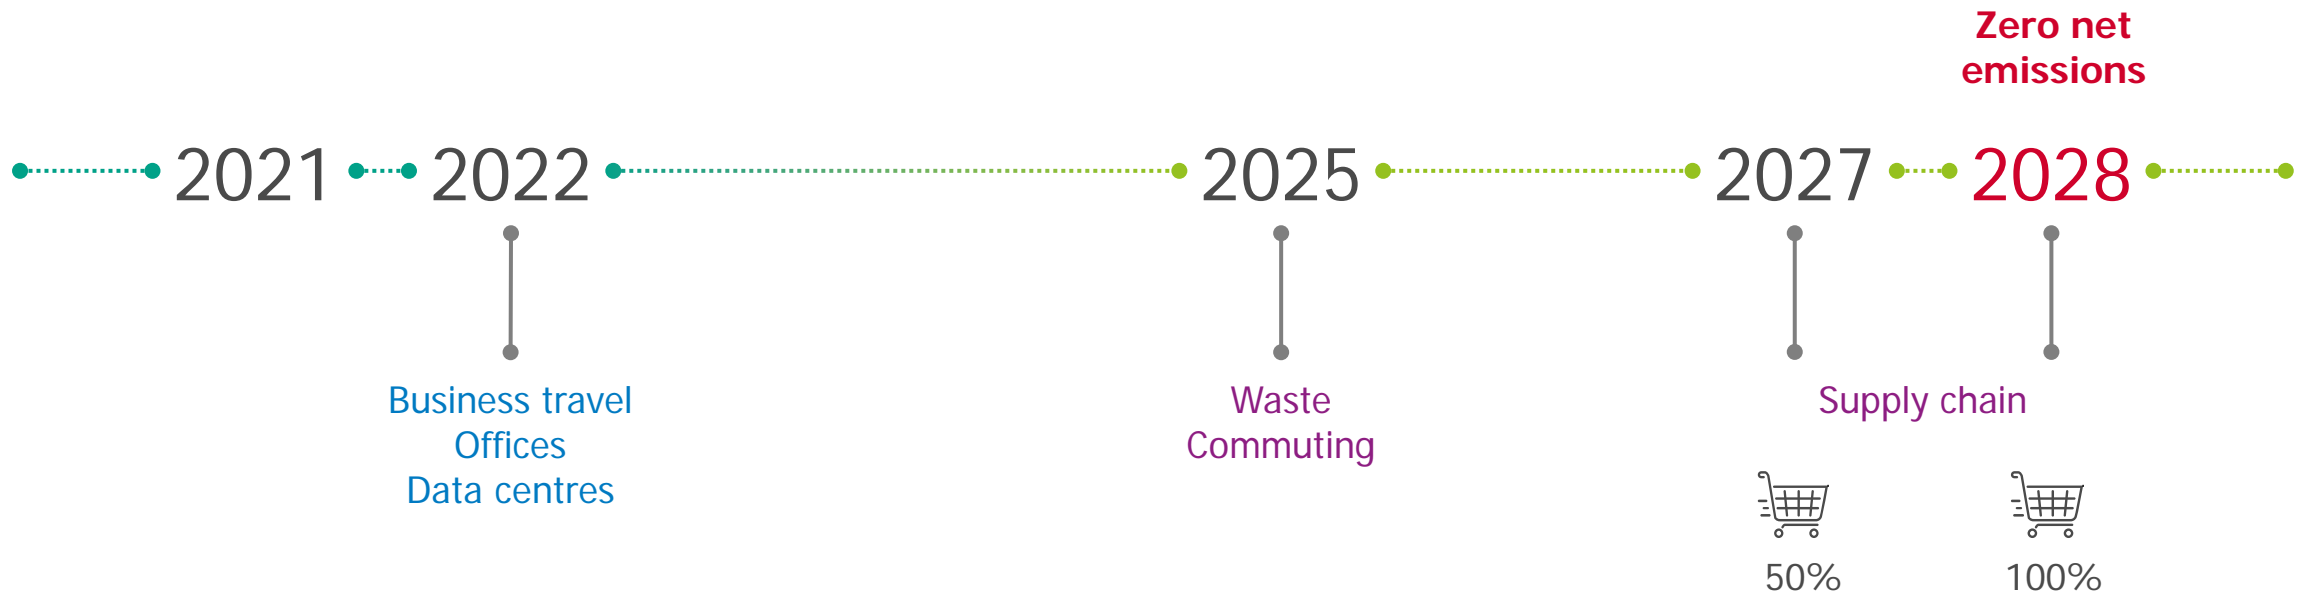 Zero net
emissions
2021 2022 2025 2027 2028
Business travel
Offices
Data centres
Waste
Commuting
Supply chain
50% 100%